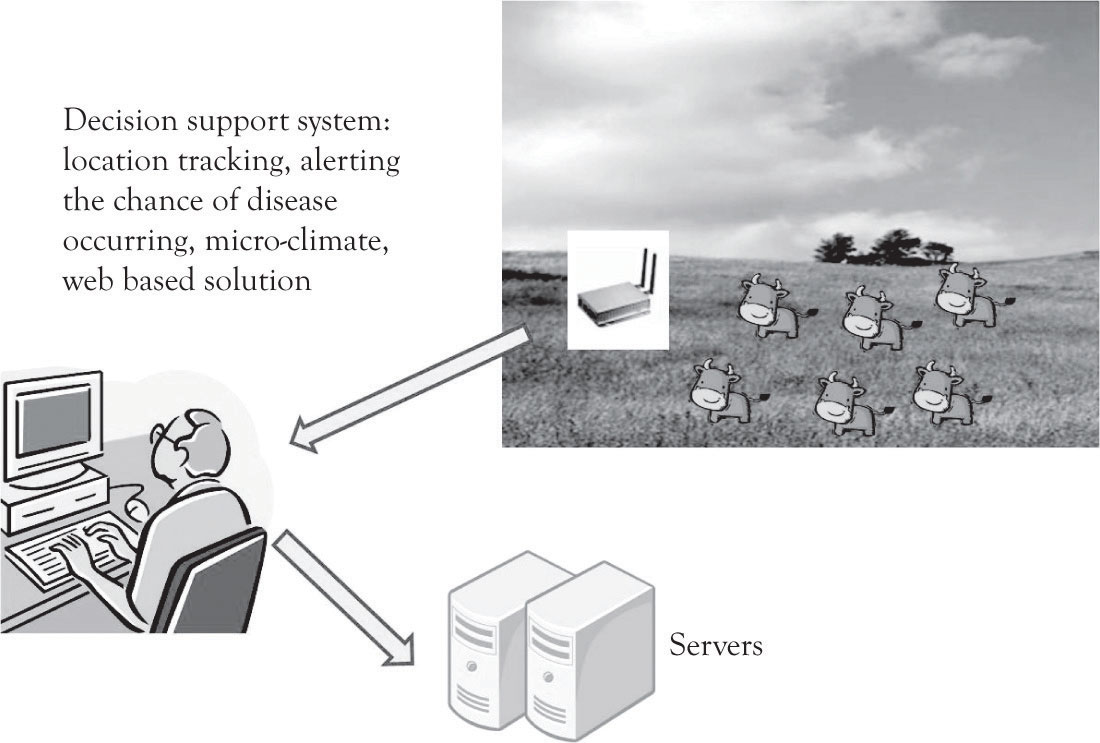 Decision support system:
location tracking, alerting
the chance of disease
occurring, micro-climate,
web based solution
Servers